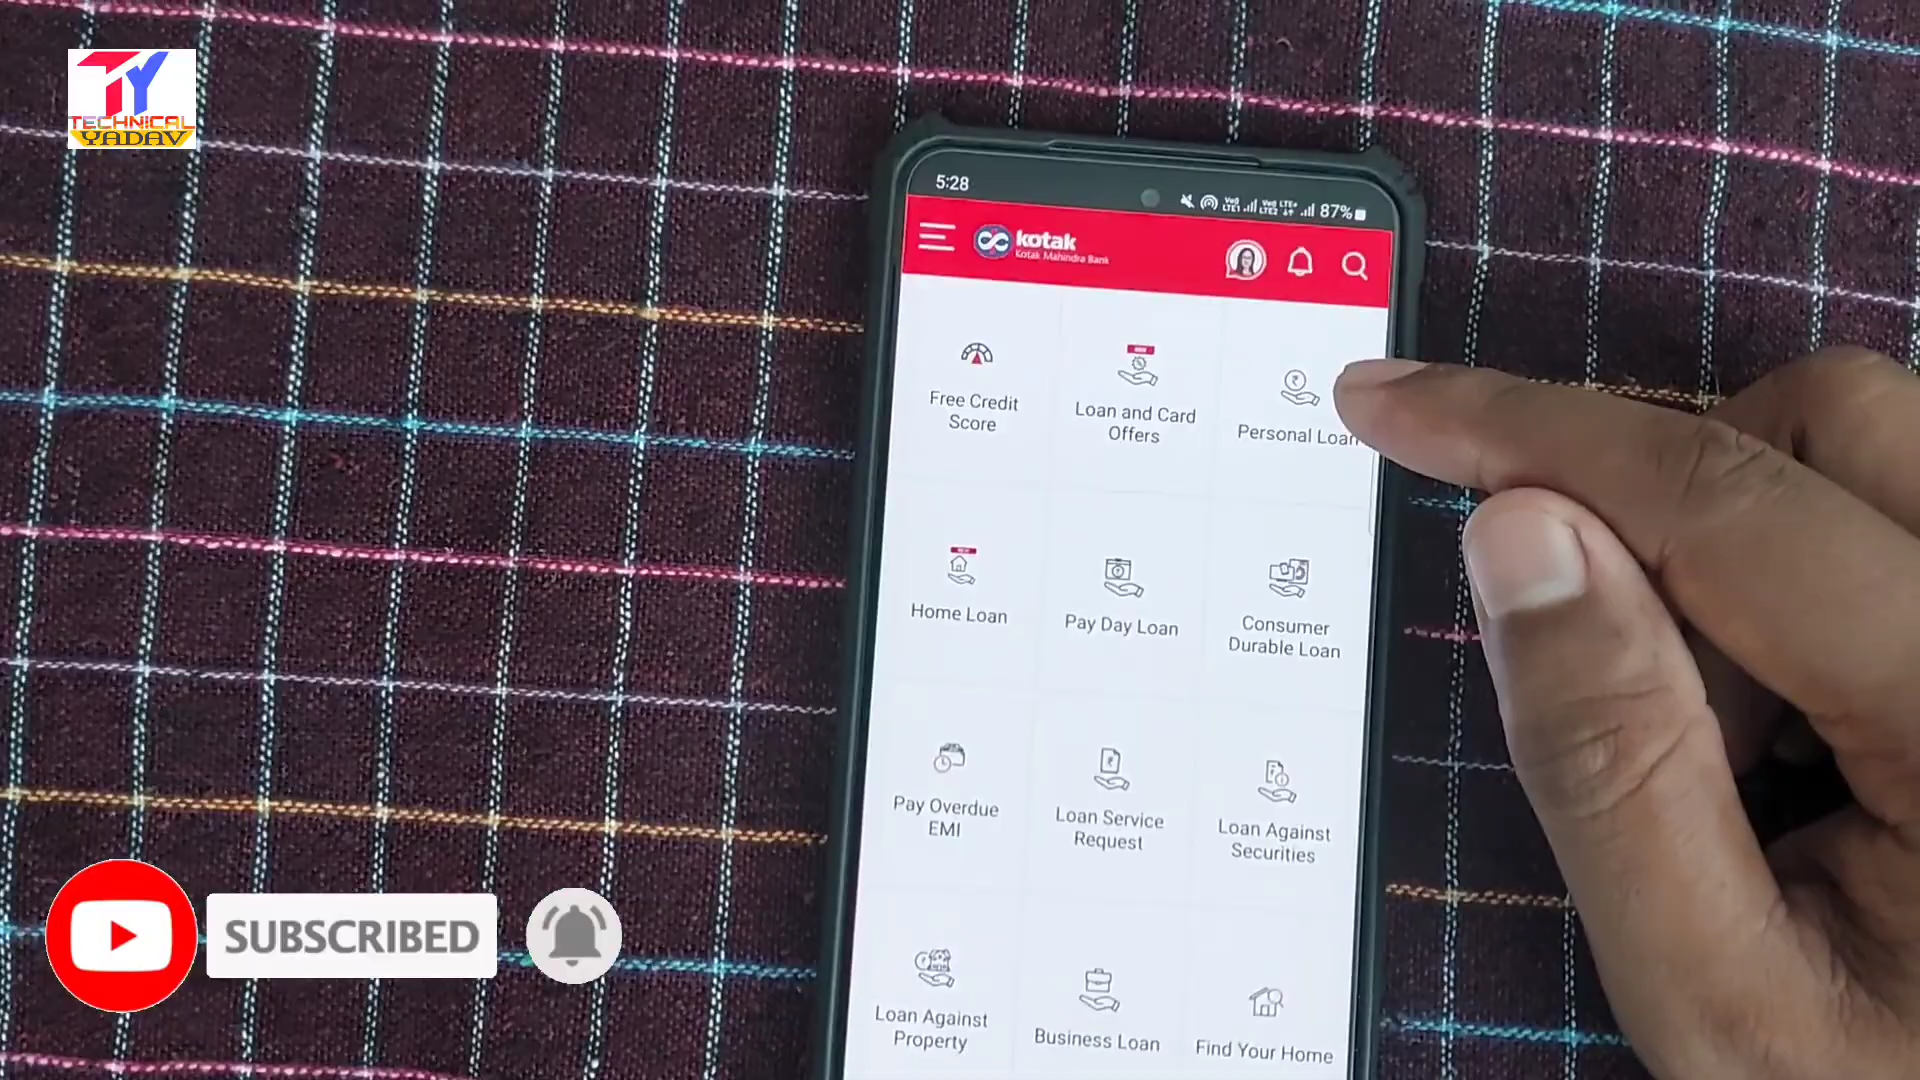 TY
TECHNICAL
YADAV
5:28
87%
kotak
Kotak Mahindra Bank
Free Credit
Score
Loan and Card
Offers
Personal Loan
Home Loan
Pay Day Loan
Consumer
Durable Loan
Pay Overdue
EMI
Loan Service
Request
Loan Against
Securities
Loan Against
Property
Business Loan
Find Your Home
SUBSCRIBED